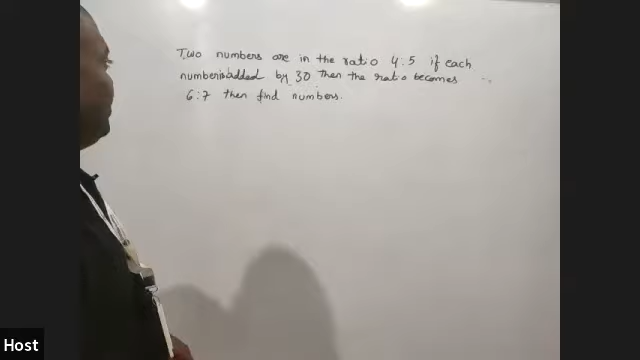 Two numbers are in the ratio 4:5 if each
number is added by 30 then the ratio becomes
6:7 then find numbers.
Host